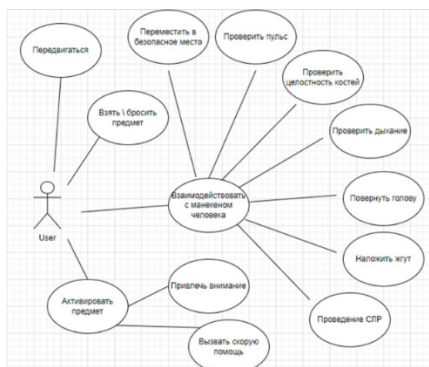 Передвигаться
Переместить в
безопасное место
Проверить пульс
Проверить
целостность костей
Взять \ бросить
предмет
Проверить дыхание
Взаимодействовать
с манекеном
человека
Повернуть голову
User
Наложить жгут
Активировать
предмет
Привлечь внимание
Проведение СЛР
Вызвать скорую
помощь